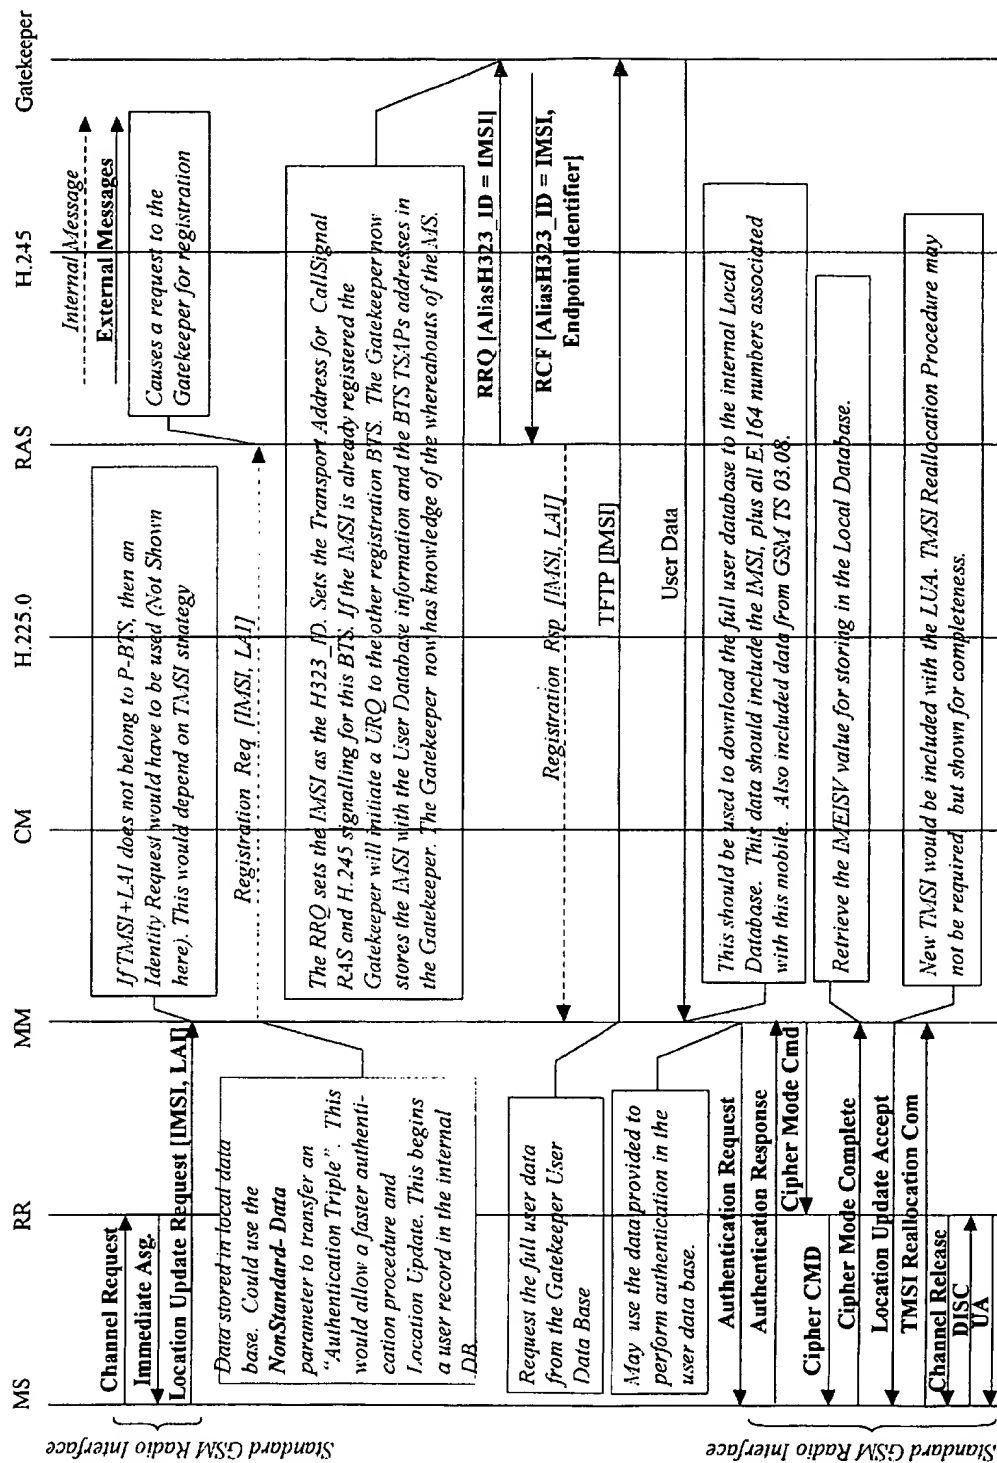 MS
RR
MM
CM
H.225.0
RAS
H.245
Gatekeeper
Internal Message
External Messages
Standard GSM Radio Interface
Channel Request
Immediate Asg.
Location Update Request [IMSI, LAI]
If TMSI+LAI does not belong to P-BTS, then an
Identity Request would have to be used (Not Shown
here). This would depend on TMSI strategy
Causes a request to the
Gatekeeper for registration
Registration Req [IMSI, LAI]
Data stored in local data
base. Could use the
NonStandard- Data
parameter to transfer an
"Authentication Triple". This
would allow a faster authenti-
cation procedure and
Location Update. This begins
a user record in the internal
DB.
The RRQ sets the IMSI as the H323_ID. Sets the Transport Address for CallSignal
RAS and H.245 signalling for this BTS. If the IMSI is already registered the
Gatekeeper will initiate a URQ to the other registration BTS. The Gatekeeper now
stores the IMSI with the User Database information and the BTS TSAPs addresses in
the Gatekeeper. The Gatekeeper now has knowledge of the whereabouts of the MS.
RRQ [AliasH323_ID = IMSI]
RCF [AliasH323_ID = IMSI,
EndpointIdentifier]
Registration Rsp [IMSI, LAI]
Request the full user data
from the Gatekeeper User
Data Base
TFTP [IMSI]
User Data
May use the data provided to
perform authentication in the
user data base.
This should be used to download the full user database to the internal Local
Database. This data should include the IMSI, plus all E.164 numbers associated
with this mobile. Also included data from GSM TS 03.08.
Authentication Request
Authentication Response
Cipher Mode Cmd
Cipher CMD
Cipher Mode Complete
Retrieve the IMEISV value for storing in the Local Database.
Location Update Accept
TMSI Reallocation Com
New TMSI would be included with the LUA. TMSI Reallocation Procedure may
not be required but shown for completeness.
Channel Release
DISC
UA
Standard GSM Radio Interface